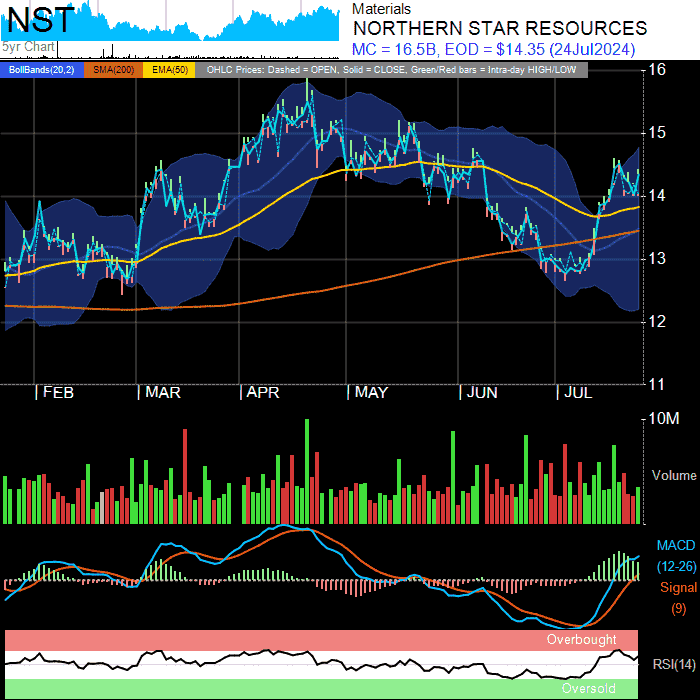 NST
5yr Chart
Materials
NORTHERN STAR RESOURCES
MC = 16.5B, EOD = $14.35 (24Jul2024)
BollBands(20,2) SMA(200) EMA(50) OHLC Prices: Dashed = OPEN, Solid = CLOSE, Green/Red bars = Intra-day HIGH/LOW
16
15
14
13
12
11
FEB MAR APR MAY JUN JUL
10M
Volume
MACD
(12-26)
Signal
(9)
Overbought
RSI(14)
Oversold